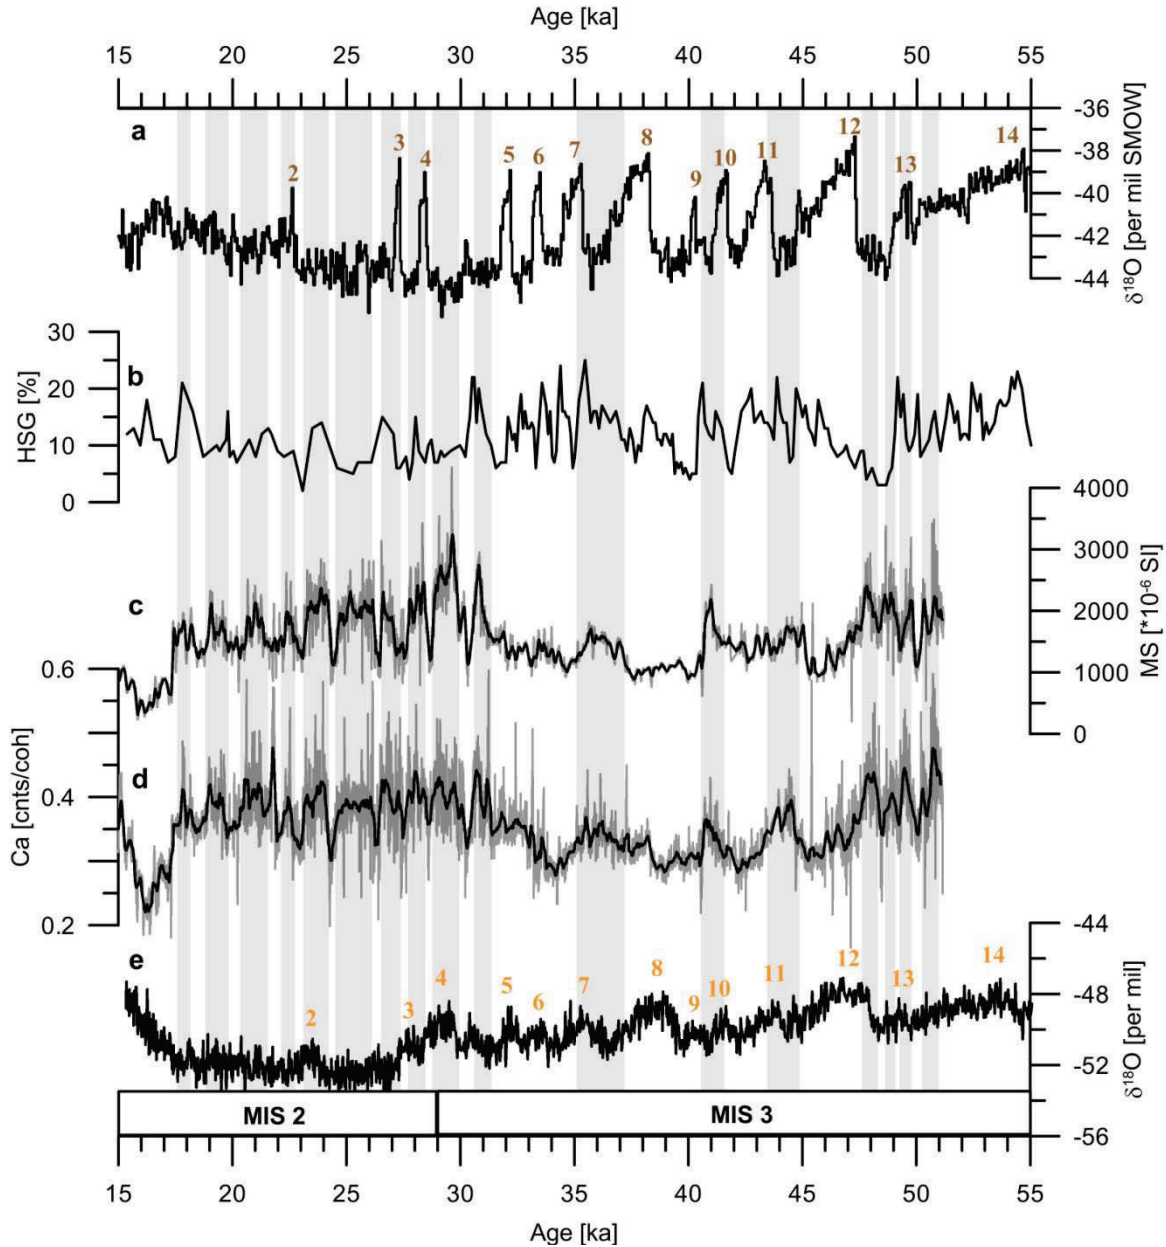 Age [ka]
15 20 25 30 35 40 45 50 55
a
2 3 4 5 6 7 8 9 10 11 12 13 14
-36
-38
-40
-42
-44
δ¹⁸O [per mil SMOW]
30
20
10
0
HSG [%]
b
4000
3000
2000
1000
0
MS [*10⁻⁶ SI]
c
0.6
0.4
0.2
Ca [cnts/coh]
d
-44
-48
-52
-56
δ¹⁸O [per mil]
e
2 3 4 5 6 7 8 9 10 11 12 13 14
MIS 2 MIS 3
15 20 25 30 35 40 45 50 55
Age [ka]